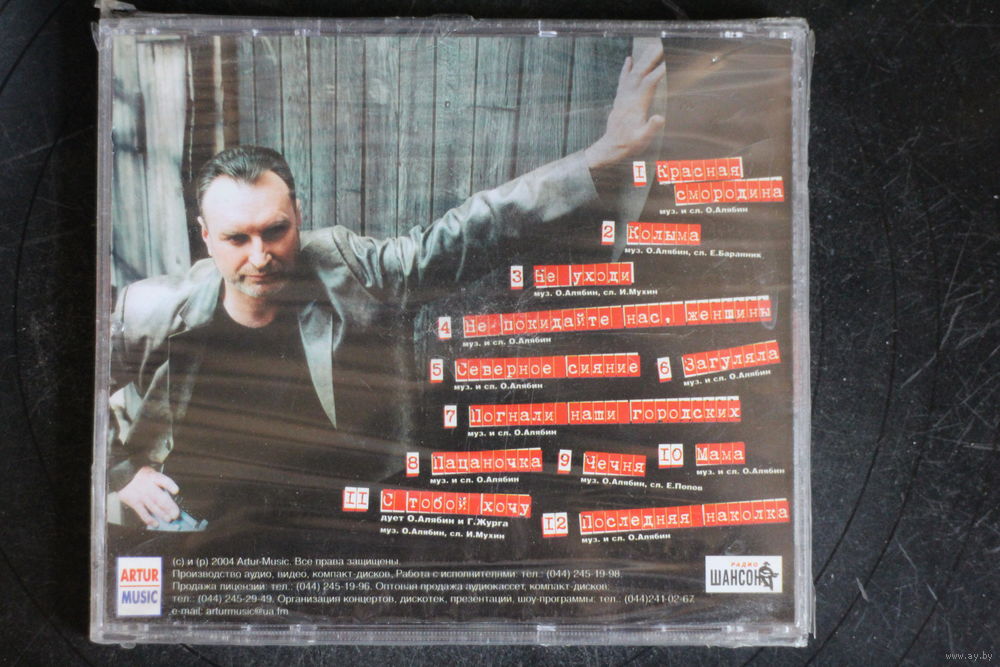 1 Красная
смородина
муз. и сл. О.Алябин
2 Колыма
муз. О.Алябин, сл. Е.Баранник
3 Не уходи
муз. О.Алябин, сл. И.Мухин
4 Не покидайте нас, женщины
муз. и сл. О.Алябин
5 Северное сияние 6 Загуляла
муз. и сл. О.Алябин муз. и сл. О.Алябин
7 Погнали наши городских
муз. и сл. О.Алябин
8 Пацаночка 9 Чечня 10 Мама
муз. и сл. О.Алябин муз. О.Алябин, сл. Е.Попов муз. и сл. О.Алябин
11 С тобой хочу
дует О.Алябин и Г.Журга
муз. О.Алябин, сл. И.Мухин
12 Последняя наколка
муз. и сл. О.Алябин
ARTUR
MUSIC
(с) и (р) 2004 Artur-Music. Все права защищены.
Производство аудио, видео, компакт-дисков, Работа с исполнителями: тел.: (044) 245-19-98.
Продажа лицензий: тел.: (044) 245-19-96. Оптовая продажа аудиокассет, компакт-дисков:
тел.: (044) 245-29-49. Организация концертов, дискотек, презентаций, шоу-программы: тел.: (044)241-02-67
e-mail: arturmusic@ua.fm
РАДИО
ШАНСОН
www.ay.by